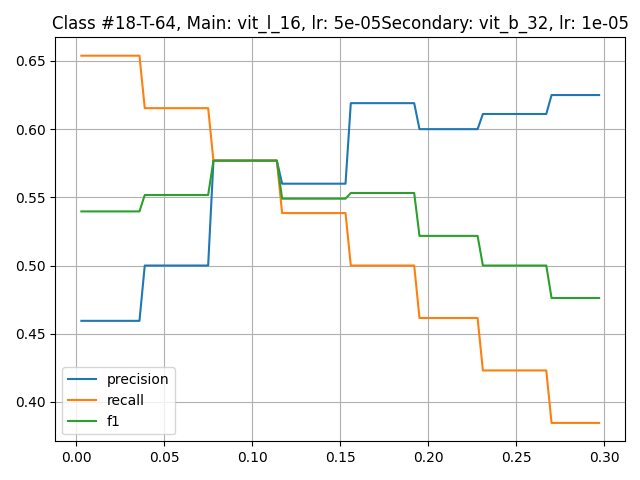 Class #18-T-64, Main: vit_l_16, lr: 5e-05Secondary: vit_b_32, lr: 1e-05
0.65
0.60
0.55
0.50
0.45
0.40
precision
recall
f1
0.00 0.05 0.10 0.15 0.20 0.25 0.30